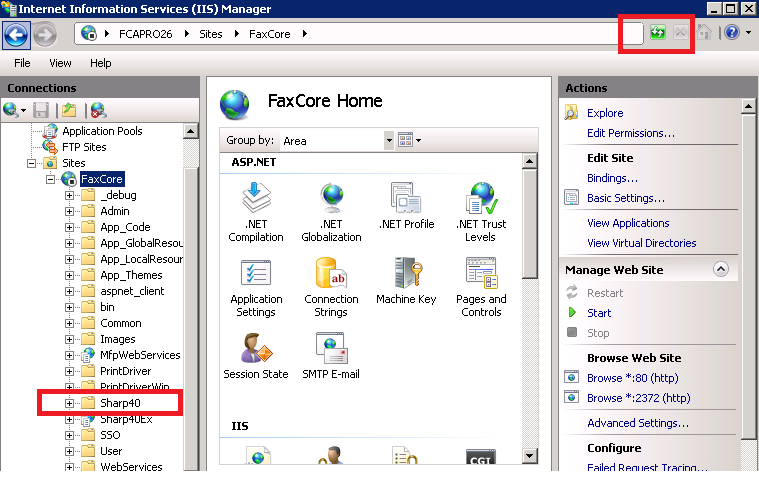 Internet Information Services (IIS) Manager
FCAPRO26 Sites FaxCore
File View Help
Connections
Application Pools
FTP Sites
Sites
FaxCore
_debug
Admin
App_Code
App_GlobalResou
App_LocalResour
App_Themes
aspnet_client
bin
Common
Images
MfpWebServices
PrintDriver
PrintDriverWin
Sharp40
Sharp40Ex
SSO
User
WebServices
FaxCore Home
Group by: Area
ASP.NET
.NET Compilation
.NET Globalization
.NET Profile
.NET Trust Levels
Application Settings
Connection Strings
Machine Key
Pages and Controls
Session State
SMTP E-mail
IIS
CGI
Actions
Explore
Edit Permissions...
Edit Site
Bindings...
Basic Settings...
View Applications
View Virtual Directories
Manage Web Site
Restart
Start
Stop
Browse Web Site
Browse *:80 (http)
Browse *:2372 (http)
Advanced Settings...
Configure
Failed Request Tracing...